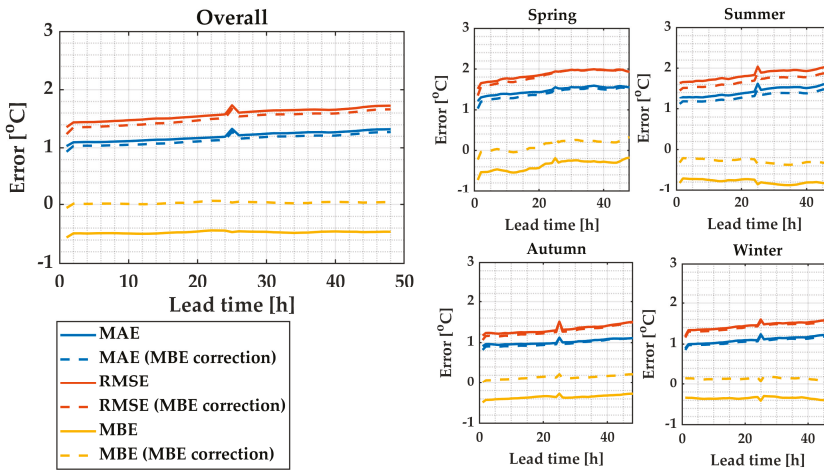 Overall
Error [°C]
3
2
1
0
-1
0 10 20 30 40 50
Lead time [h]
MAE
MAE (MBE correction)
RMSE
RMSE (MBE correction)
MBE
MBE (MBE correction)
Spring
Error [°C]
3
2
1
0
-1
0 20 40
Lead time [h]
Summer
Error [°C]
3
2
1
0
-1
0 20 40
Lead time [h]
Autumn
Error [°C]
3
2
1
0
-1
0 20 40
Lead time [h]
Winter
Error [°C]
3
2
1
0
-1
0 20 40
Lead time [h]